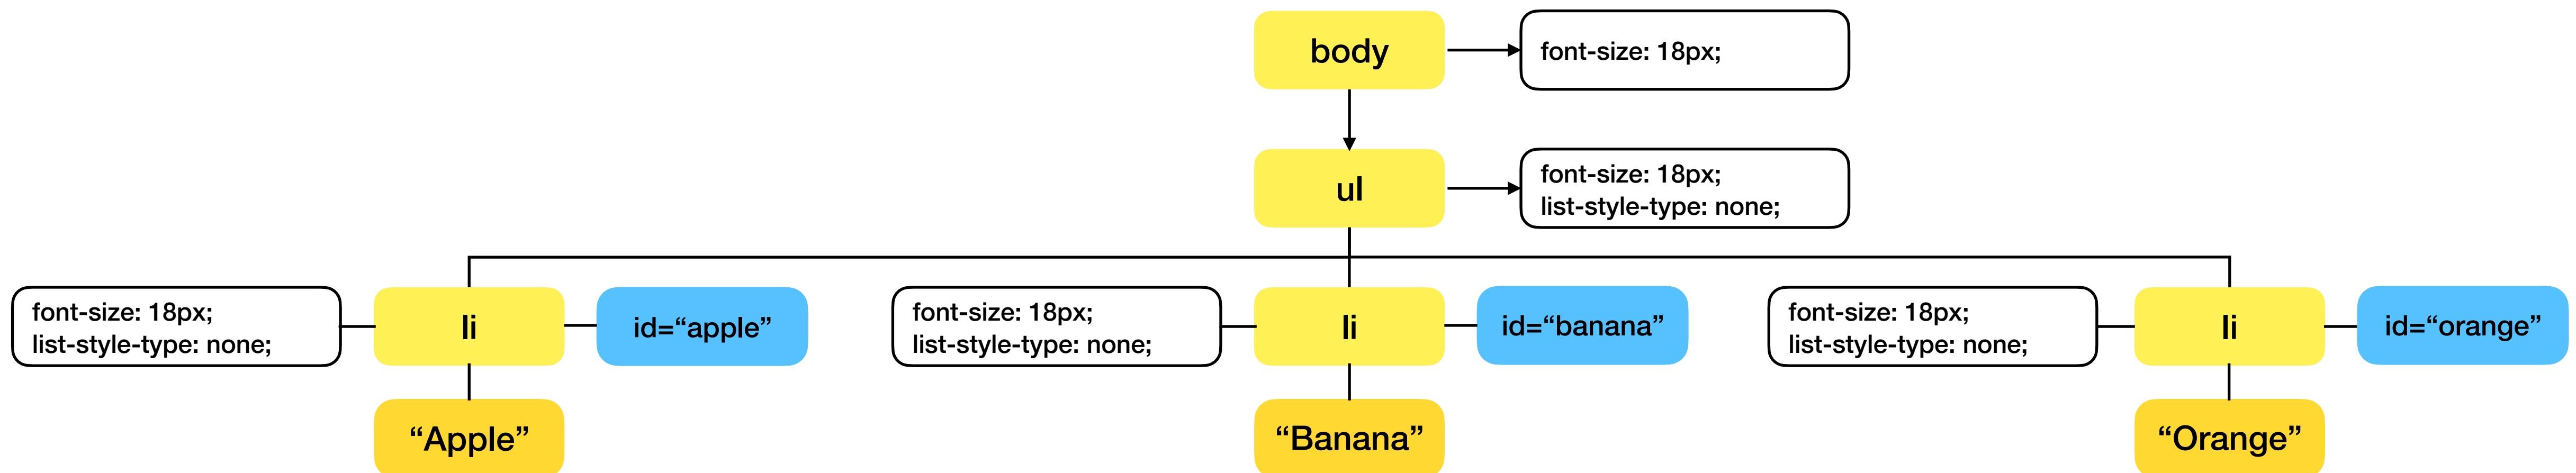 body
font-size: 18px;
ul
font-size: 18px;
list-style-type: none;
font-size: 18px;
list-style-type: none;
li
id=“apple”
font-size: 18px;
list-style-type: none;
li
id=“banana”
font-size: 18px;
list-style-type: none;
li
id=“orange”
“Apple”
“Banana”
“Orange”